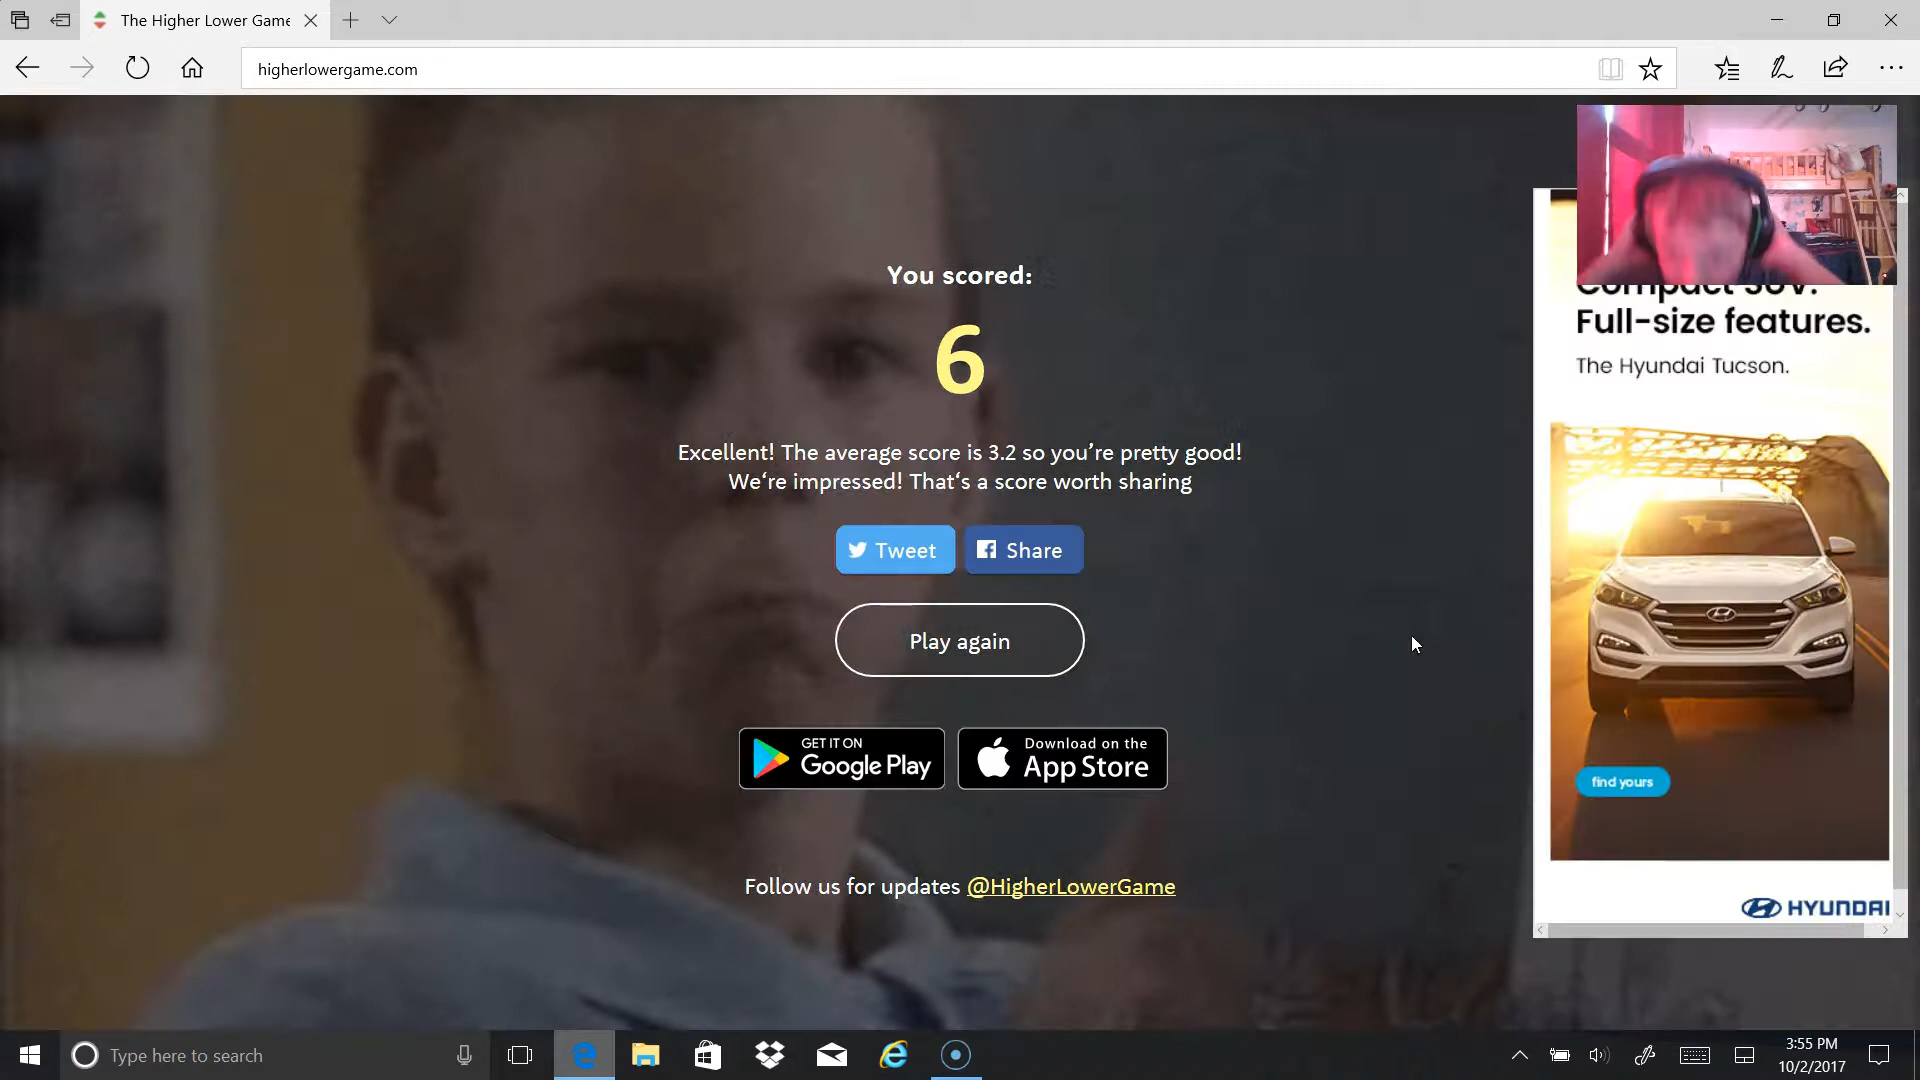 The Higher Lower Game
higherlowergame.com
You scored:
6
Excellent! The average score is 3.2 so you’re pretty good!
We‘re impressed! That‘s a score worth sharing
Tweet
Share
Play again
GET IT ON
Google Play
Download on the
App Store
Follow us for updates @HigherLowerGame
Compact SUV.
Full-size features.
The Hyundai Tucson.
find yours
HYUNDAI
Type here to search
3:55 PM
10/2/2017